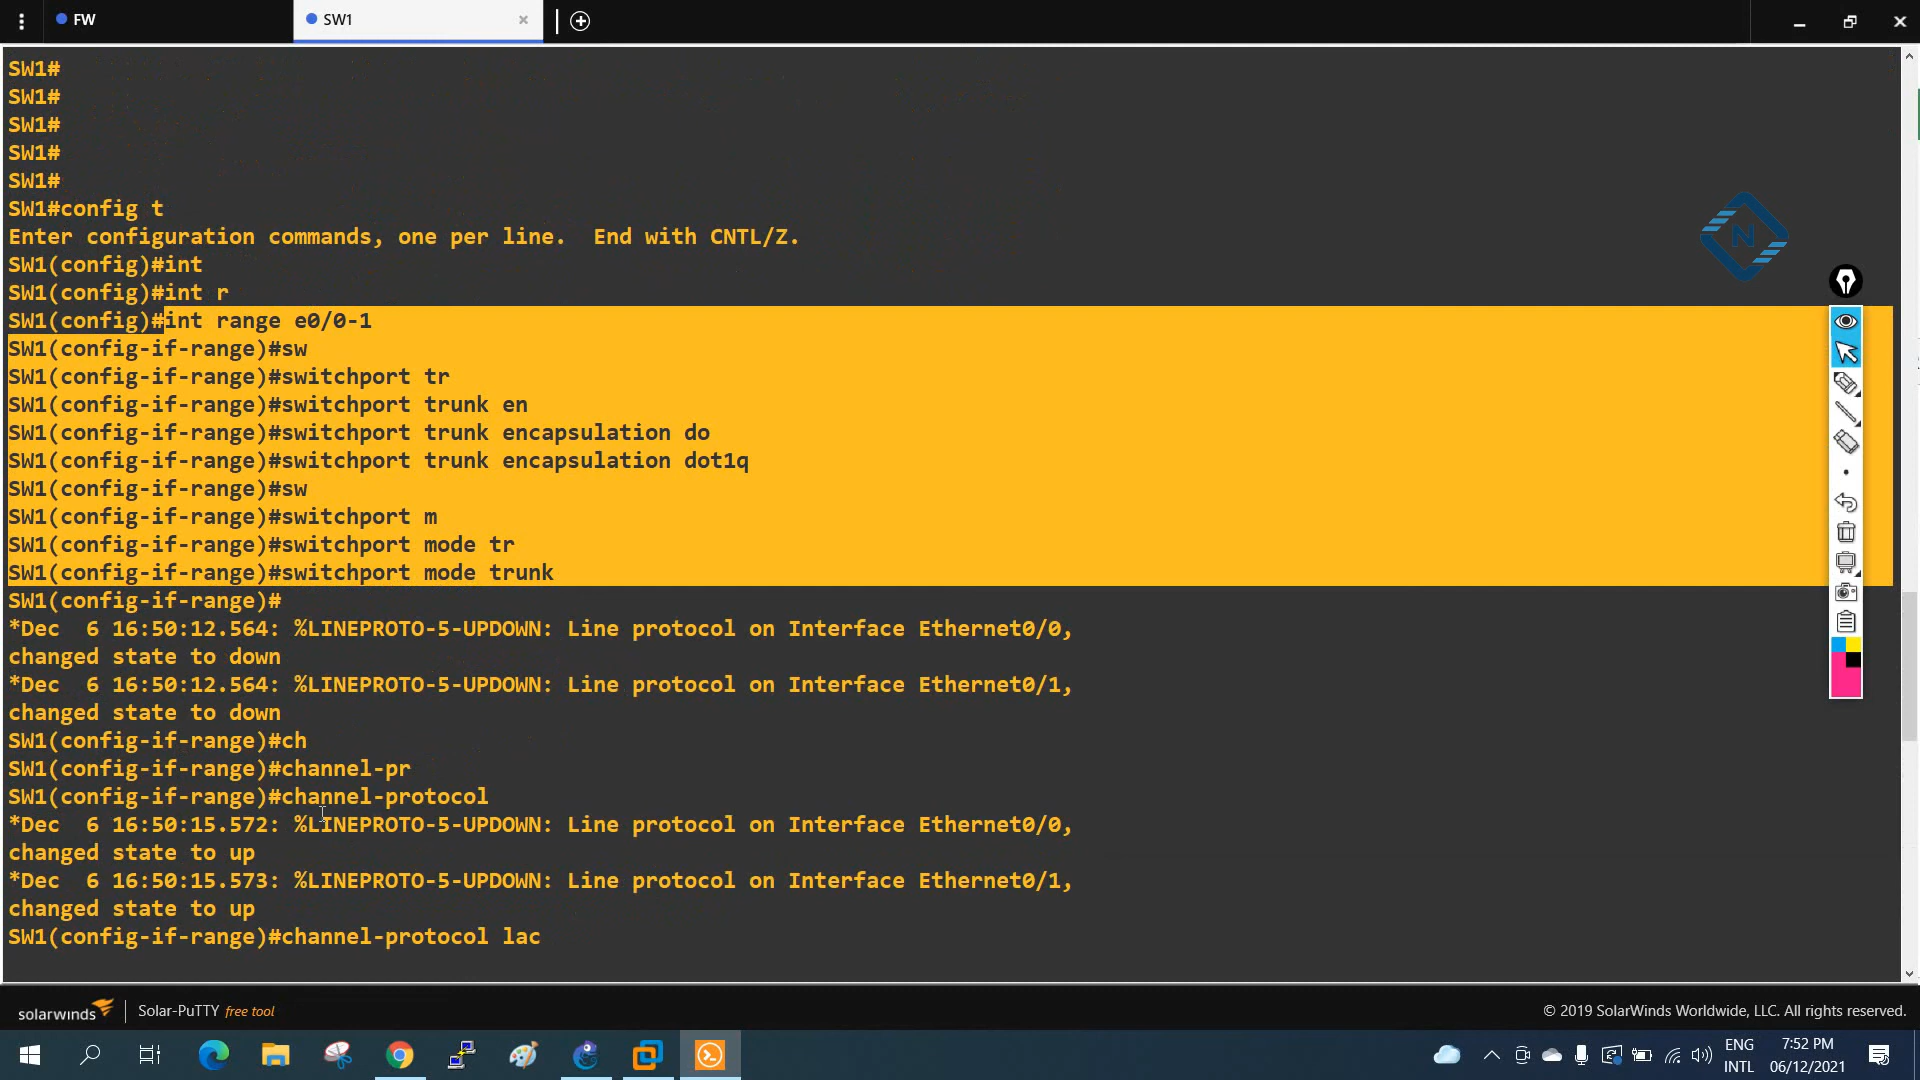 FW
SW1
SW1#
SW1#
SW1#
SW1#
SW1#
SW1#config t
Enter configuration commands, one per line.  End with CNTL/Z.
SW1(config)#int
SW1(config)#int r
SW1(config)#int range e0/0-1
SW1(config-if-range)#sw
SW1(config-if-range)#switchport tr
SW1(config-if-range)#switchport trunk en
SW1(config-if-range)#switchport trunk encapsulation do
SW1(config-if-range)#switchport trunk encapsulation dot1q
SW1(config-if-range)#sw
SW1(config-if-range)#switchport m
SW1(config-if-range)#switchport mode tr
SW1(config-if-range)#switchport mode trunk
SW1(config-if-range)#
*Dec  6 16:50:12.564: %LINEPROTO-5-UPDOWN: Line protocol on Interface Ethernet0/0,
changed state to down
*Dec  6 16:50:12.564: %LINEPROTO-5-UPDOWN: Line protocol on Interface Ethernet0/1,
changed state to down
SW1(config-if-range)#ch
SW1(config-if-range)#channel-pr
SW1(config-if-range)#channel-protocol
*Dec  6 16:50:15.572: %LINEPROTO-5-UPDOWN: Line protocol on Interface Ethernet0/0,
changed state to up
*Dec  6 16:50:15.573: %LINEPROTO-5-UPDOWN: Line protocol on Interface Ethernet0/1,
changed state to up
SW1(config-if-range)#channel-protocol lac
N
solarwinds
Solar-PuTTY free tool
© 2019 SolarWinds Worldwide, LLC. All rights reserved.
ENG
INTL
7:52 PM
06/12/2021